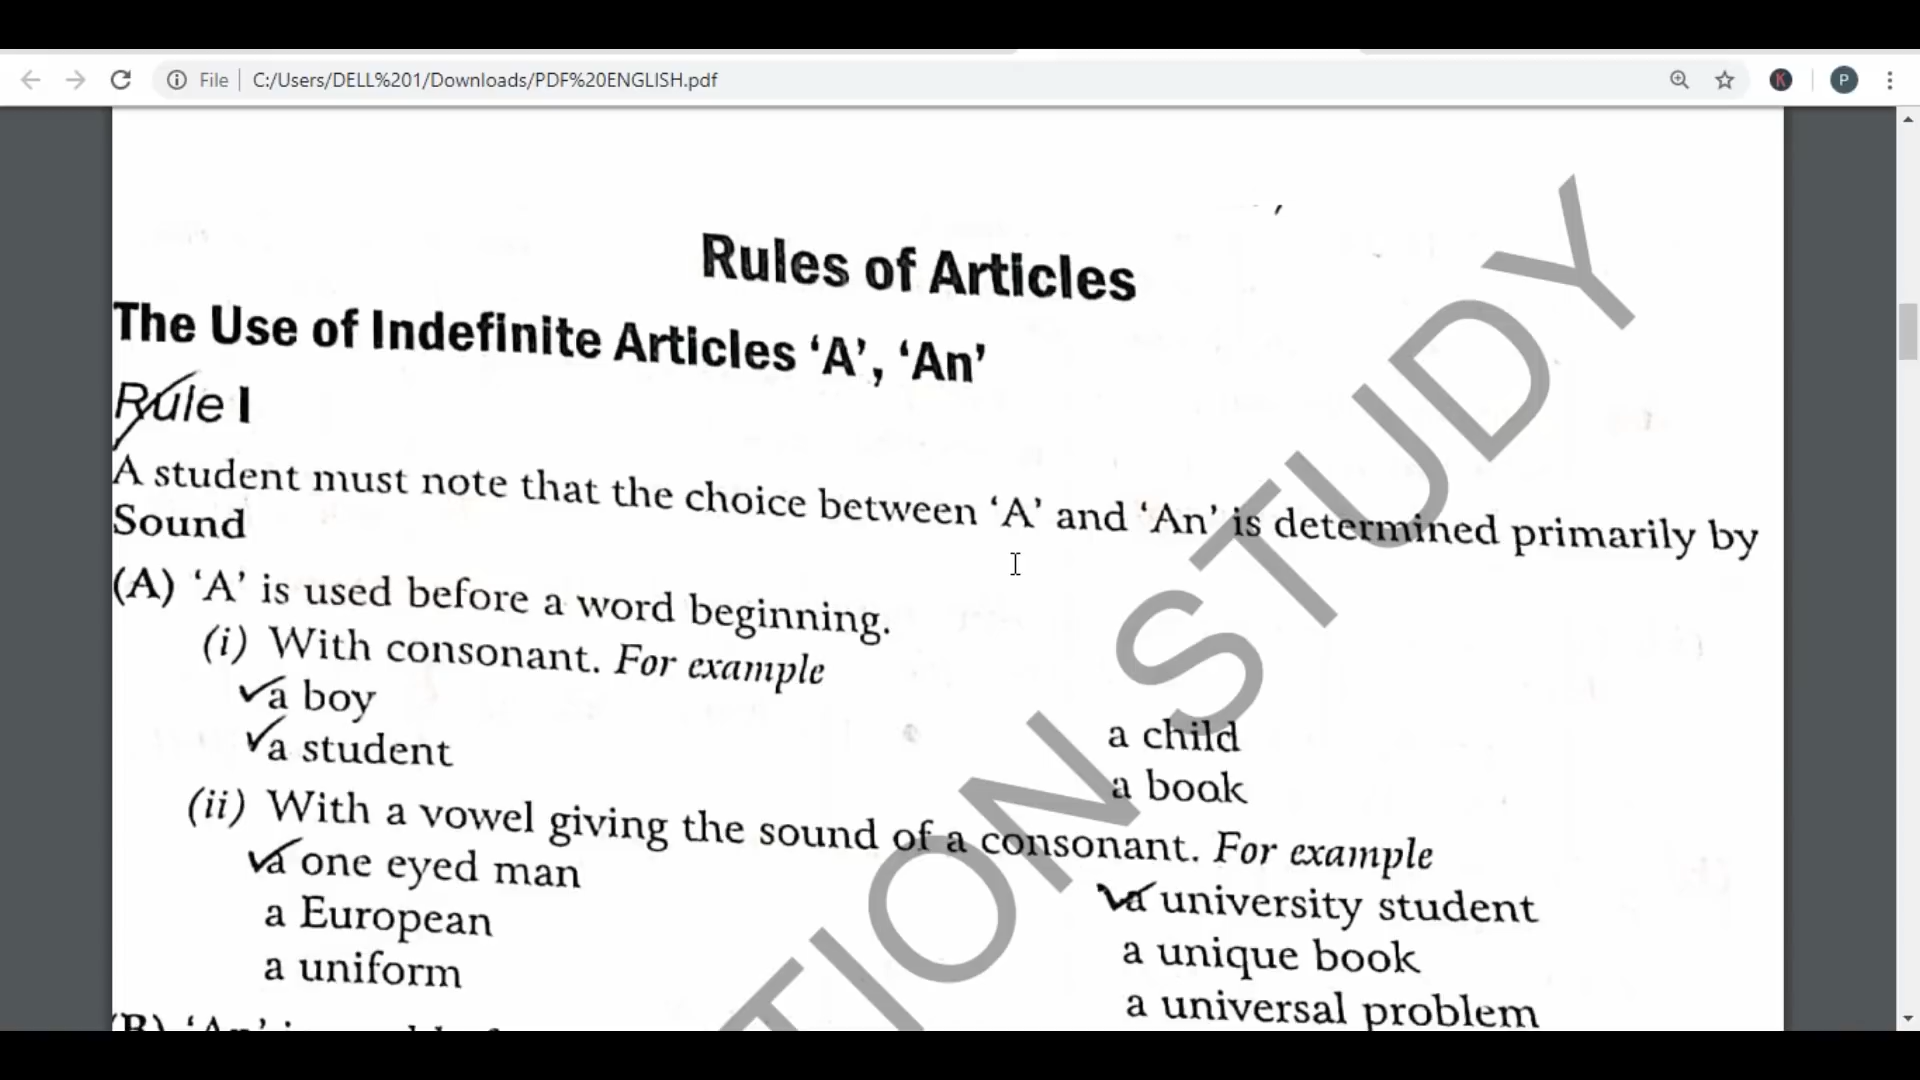 File
C:/Users/DELL%201/Downloads/PDF%20ENGLISH.pdf
K
P
Rules of Articles
The Use of Indefinite Articles ‘A’, ‘An’
Rule I
A student must note that the choice between ‘A’ and ‘An’ is determined primarily by
Sound
(A) ‘A’ is used before a word beginning.
(i) With consonant. For example
a boy
a child
a student
a book
(ii) With a vowel giving the sound of a consonant. For example
a one eyed man
a university student
a European
a unique book
a uniform
a universal problem
(B) ‘An’
TION STUDY